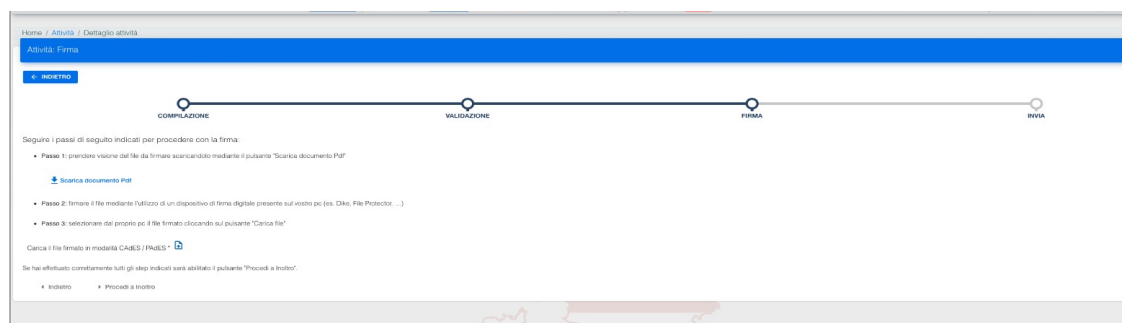 Home / Attività / Dettaglio attività
Attività: Firma
← INDIETRO
COMPILAZIONE VALIDAZIONE FIRMA INVIA
Seguire i passi di seguito indicati per procedere con la firma:
• Passo 1: prendere visione del file da firmare scaricandolo mediante il pulsante "Scarica documento Pdf"
Scarica documento Pdf
• Passo 2: firmare il file mediante l'utilizzo di un dispositivo di firma digitale presente sul vostro pc (es. Dike, File Protector, ...)
• Passo 3: selezionare dal proprio pc il file firmato cliccando sul pulsante "Carica file"
Carica il file firmato in modalità CAdES / PAdES *
Se hai effettuato correttamente tutti gli step indicati sarà abilitato il pulsante "Procedi a Inoltro".
Indietro Procedi a Inoltro